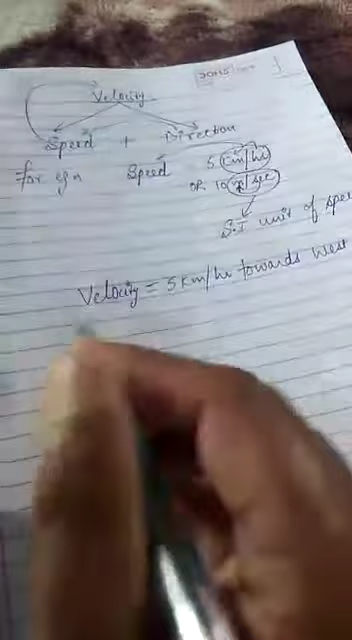 Velocity
Speed + Direction
for eg Speed 5 km/hr
OR 10 m/sec
S.I unit of spee
Velocity = 5 km/hr towards West